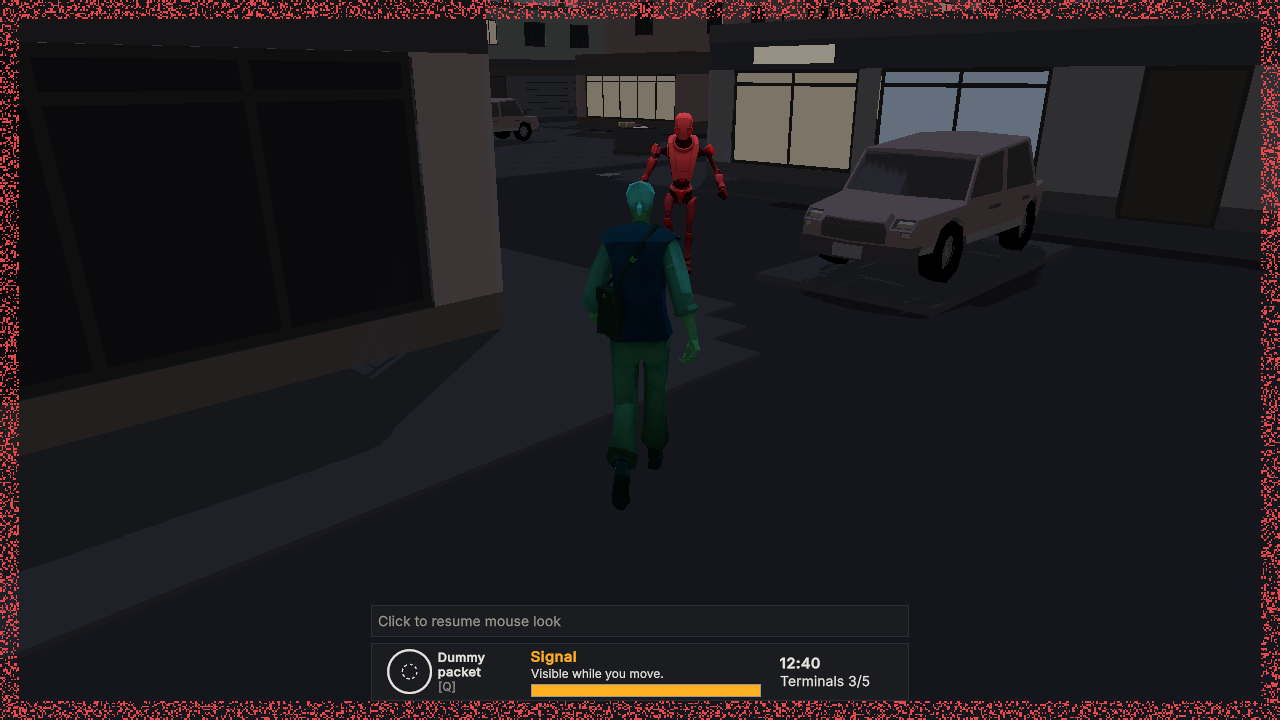 Click to resume mouse look
Dummy
packet
[Q]
Signal
Visible while you move.
12:40
Terminals 3/5